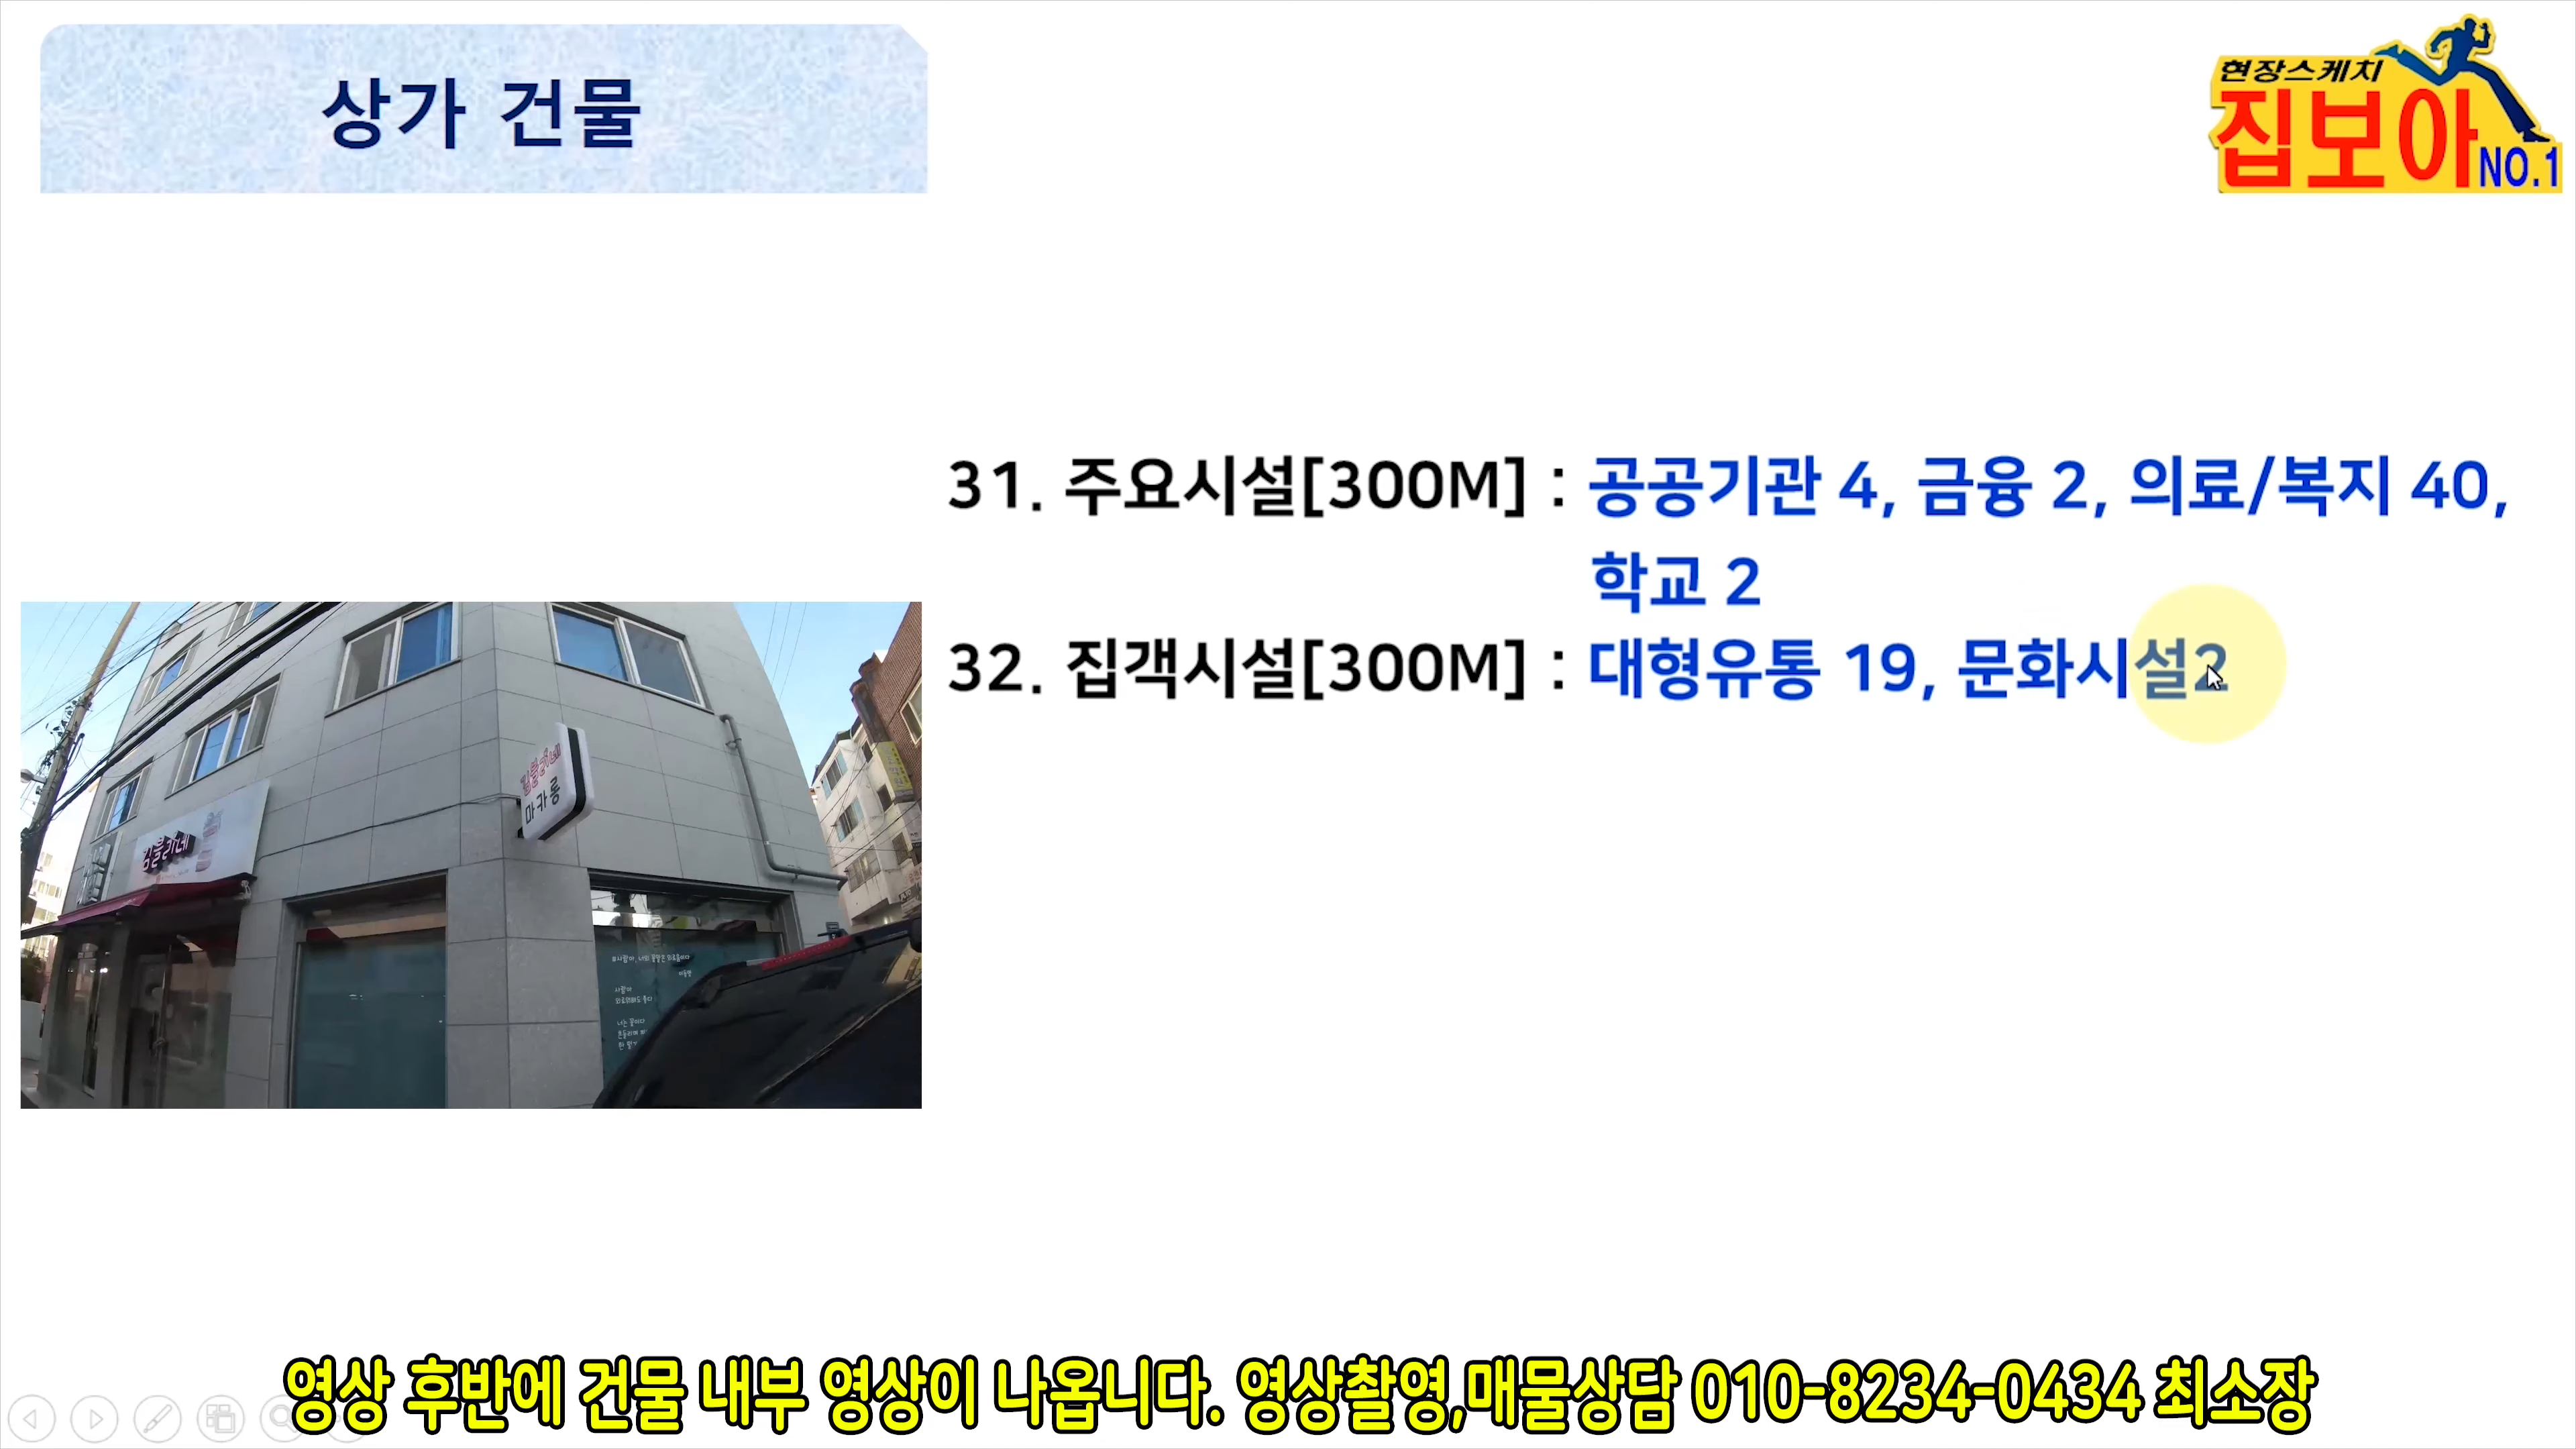 상가 건물
현장스케치
집보아 NO.1
31. 주요시설[300M] : 공공기관 4, 금융 2, 의료/복지 40,
학교 2
32. 집객시설[300M] : 대형유통 19, 문화시설2
마카롱
영상 후반에 건물 내부 영상이 나옵니다. 영상촬영,매물상담 010-8234-0434 최소장